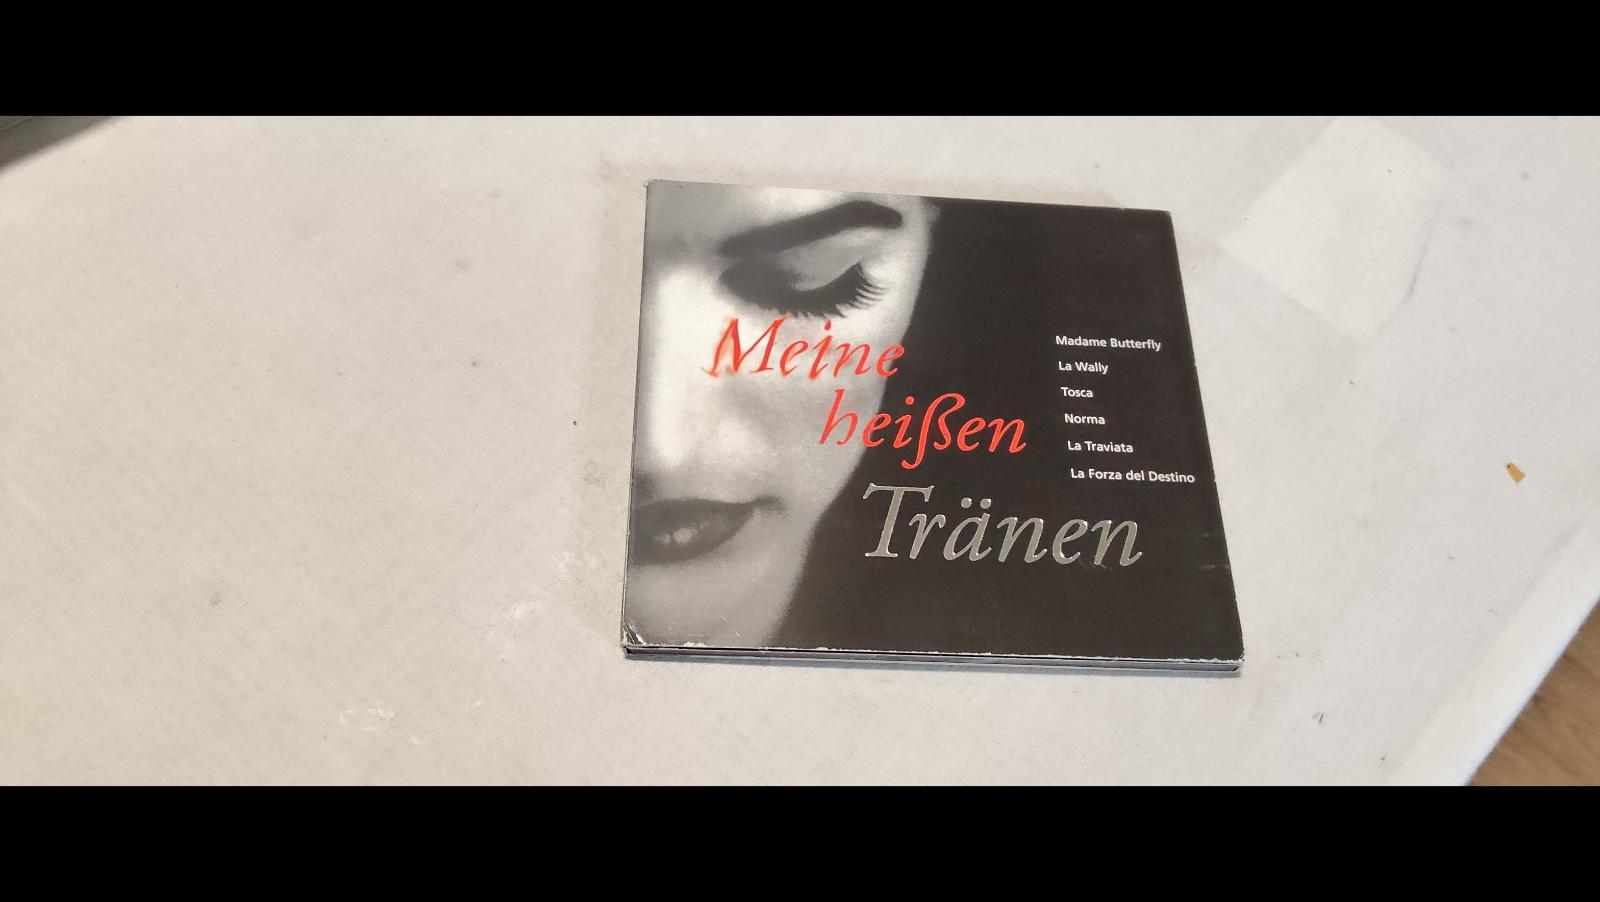 Meine
heißen
Tränen
Madame Butterfly
La Wally
Tosca
Norma
La Traviata
La Forza del Destino